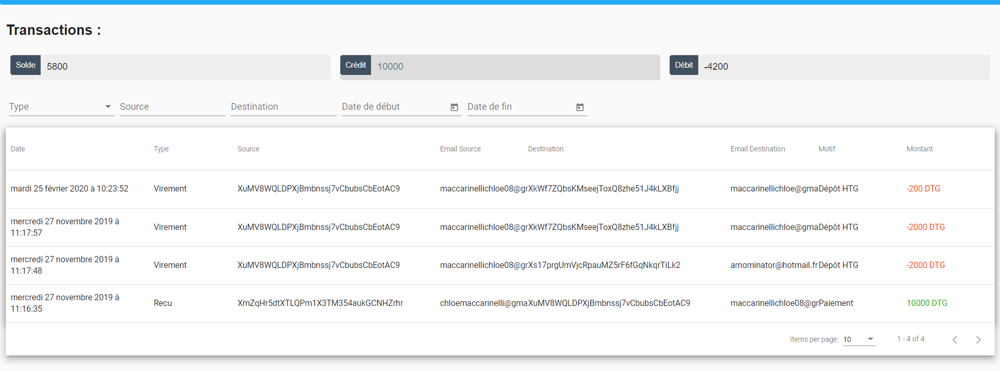 Transactions :
Solde 5800 Crédit 10000 Débit -4200
Type Source Destination Date de début Date de fin
Date Type Source Email Source Destination Email Destination Motif Montant
mardi 25 février 2020 à 10:23:52 Virement XuMV8WQLDPXjBmbnssj7vCbubsCbEotAC9 maccarinellichloe08@gr XkWf7ZQbsKMseejToxQ8zhe51J4kLXBfjj maccarinellichloe@gma Dépôt HTG -200 DTG
mercredi 27 novembre 2019 à
11:17:57 Virement XuMV8WQLDPXjBmbnssj7vCbubsCbEotAC9 maccarinellichloe08@gr XkWf7ZQbsKMseejToxQ8zhe51J4kLXBfjj maccarinellichloe@gma Dépôt HTG -2000 DTG
mercredi 27 novembre 2019 à
11:17:48 Virement XuMV8WQLDPXjBmbnssj7vCbubsCbEotAC9 maccarinellichloe08@gr Xs17prgUmVjcRpauMZ5rF6fGqNkqrTiLk2 arnominator@hotmail.fr Dépôt HTG -2000 DTG
mercredi 27 novembre 2019 à
11:16:35 Recu XmZqHr5dtXTLQPm1X3TM354aukGCNHZrhr chloemaccarinelli@gma XuMV8WQLDPXjBmbnssj7vCbubsCbEotAC9 maccarinellichloe08@gr Paiement 10000 DTG
Items per page: 10 1 - 4 of 4